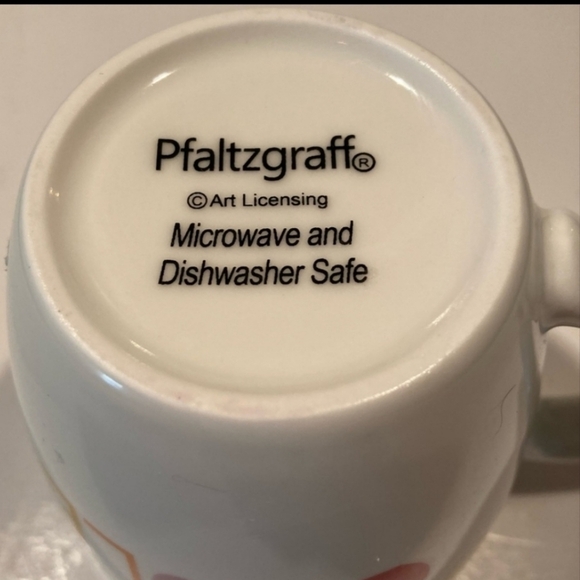 Pfaltzgraff®
©Art Licensing
Microwave and
Dishwasher Safe